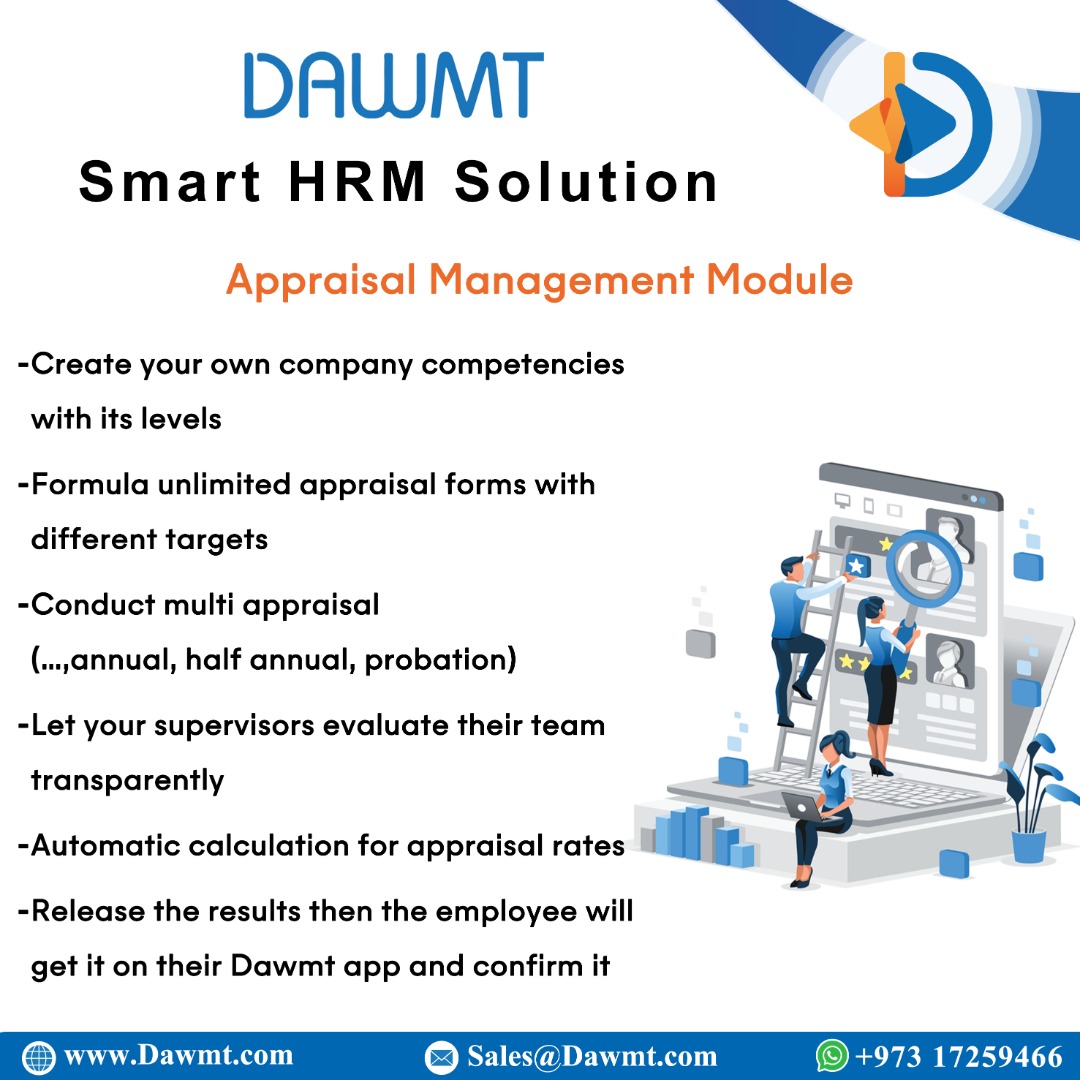 DAWMT
Smart HRM Solution
Appraisal Management Module
-Create your own company competencies
with its levels
-Formula unlimited appraisal forms with
different targets
-Conduct multi appraisal
(...,annual, half annual, probation)
-Let your supervisors evaluate their team
transparently
-Automatic calculation for appraisal rates
-Release the results then the employee will
get it on their Dawmt app and confirm it
www.Dawmt.com
Sales@Dawmt.com
+973 17259466